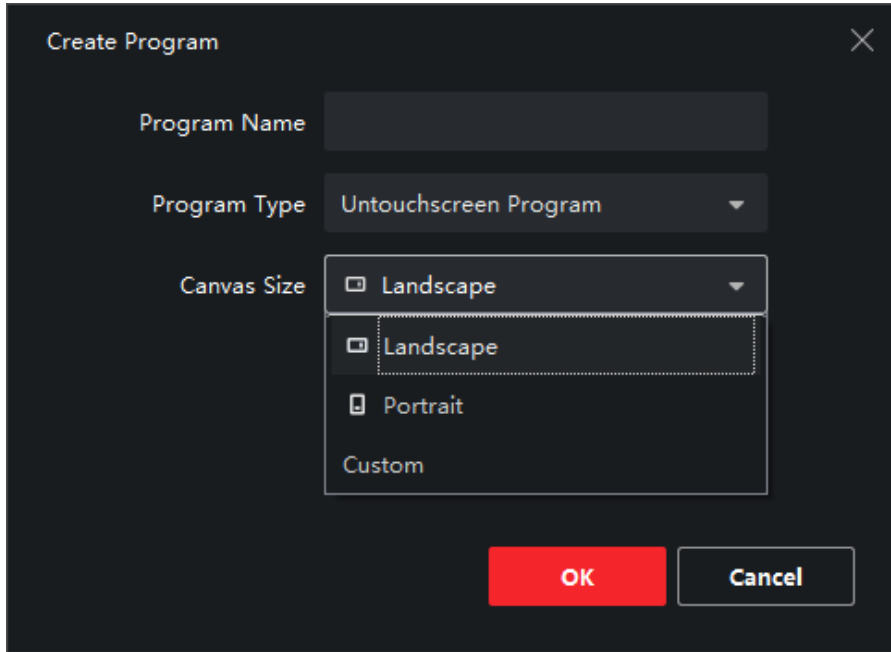 Create Program
Program Name
Program Type Untouchscreen Program
Canvas Size Landscape
Landscape
Portrait
Custom
OK Cancel